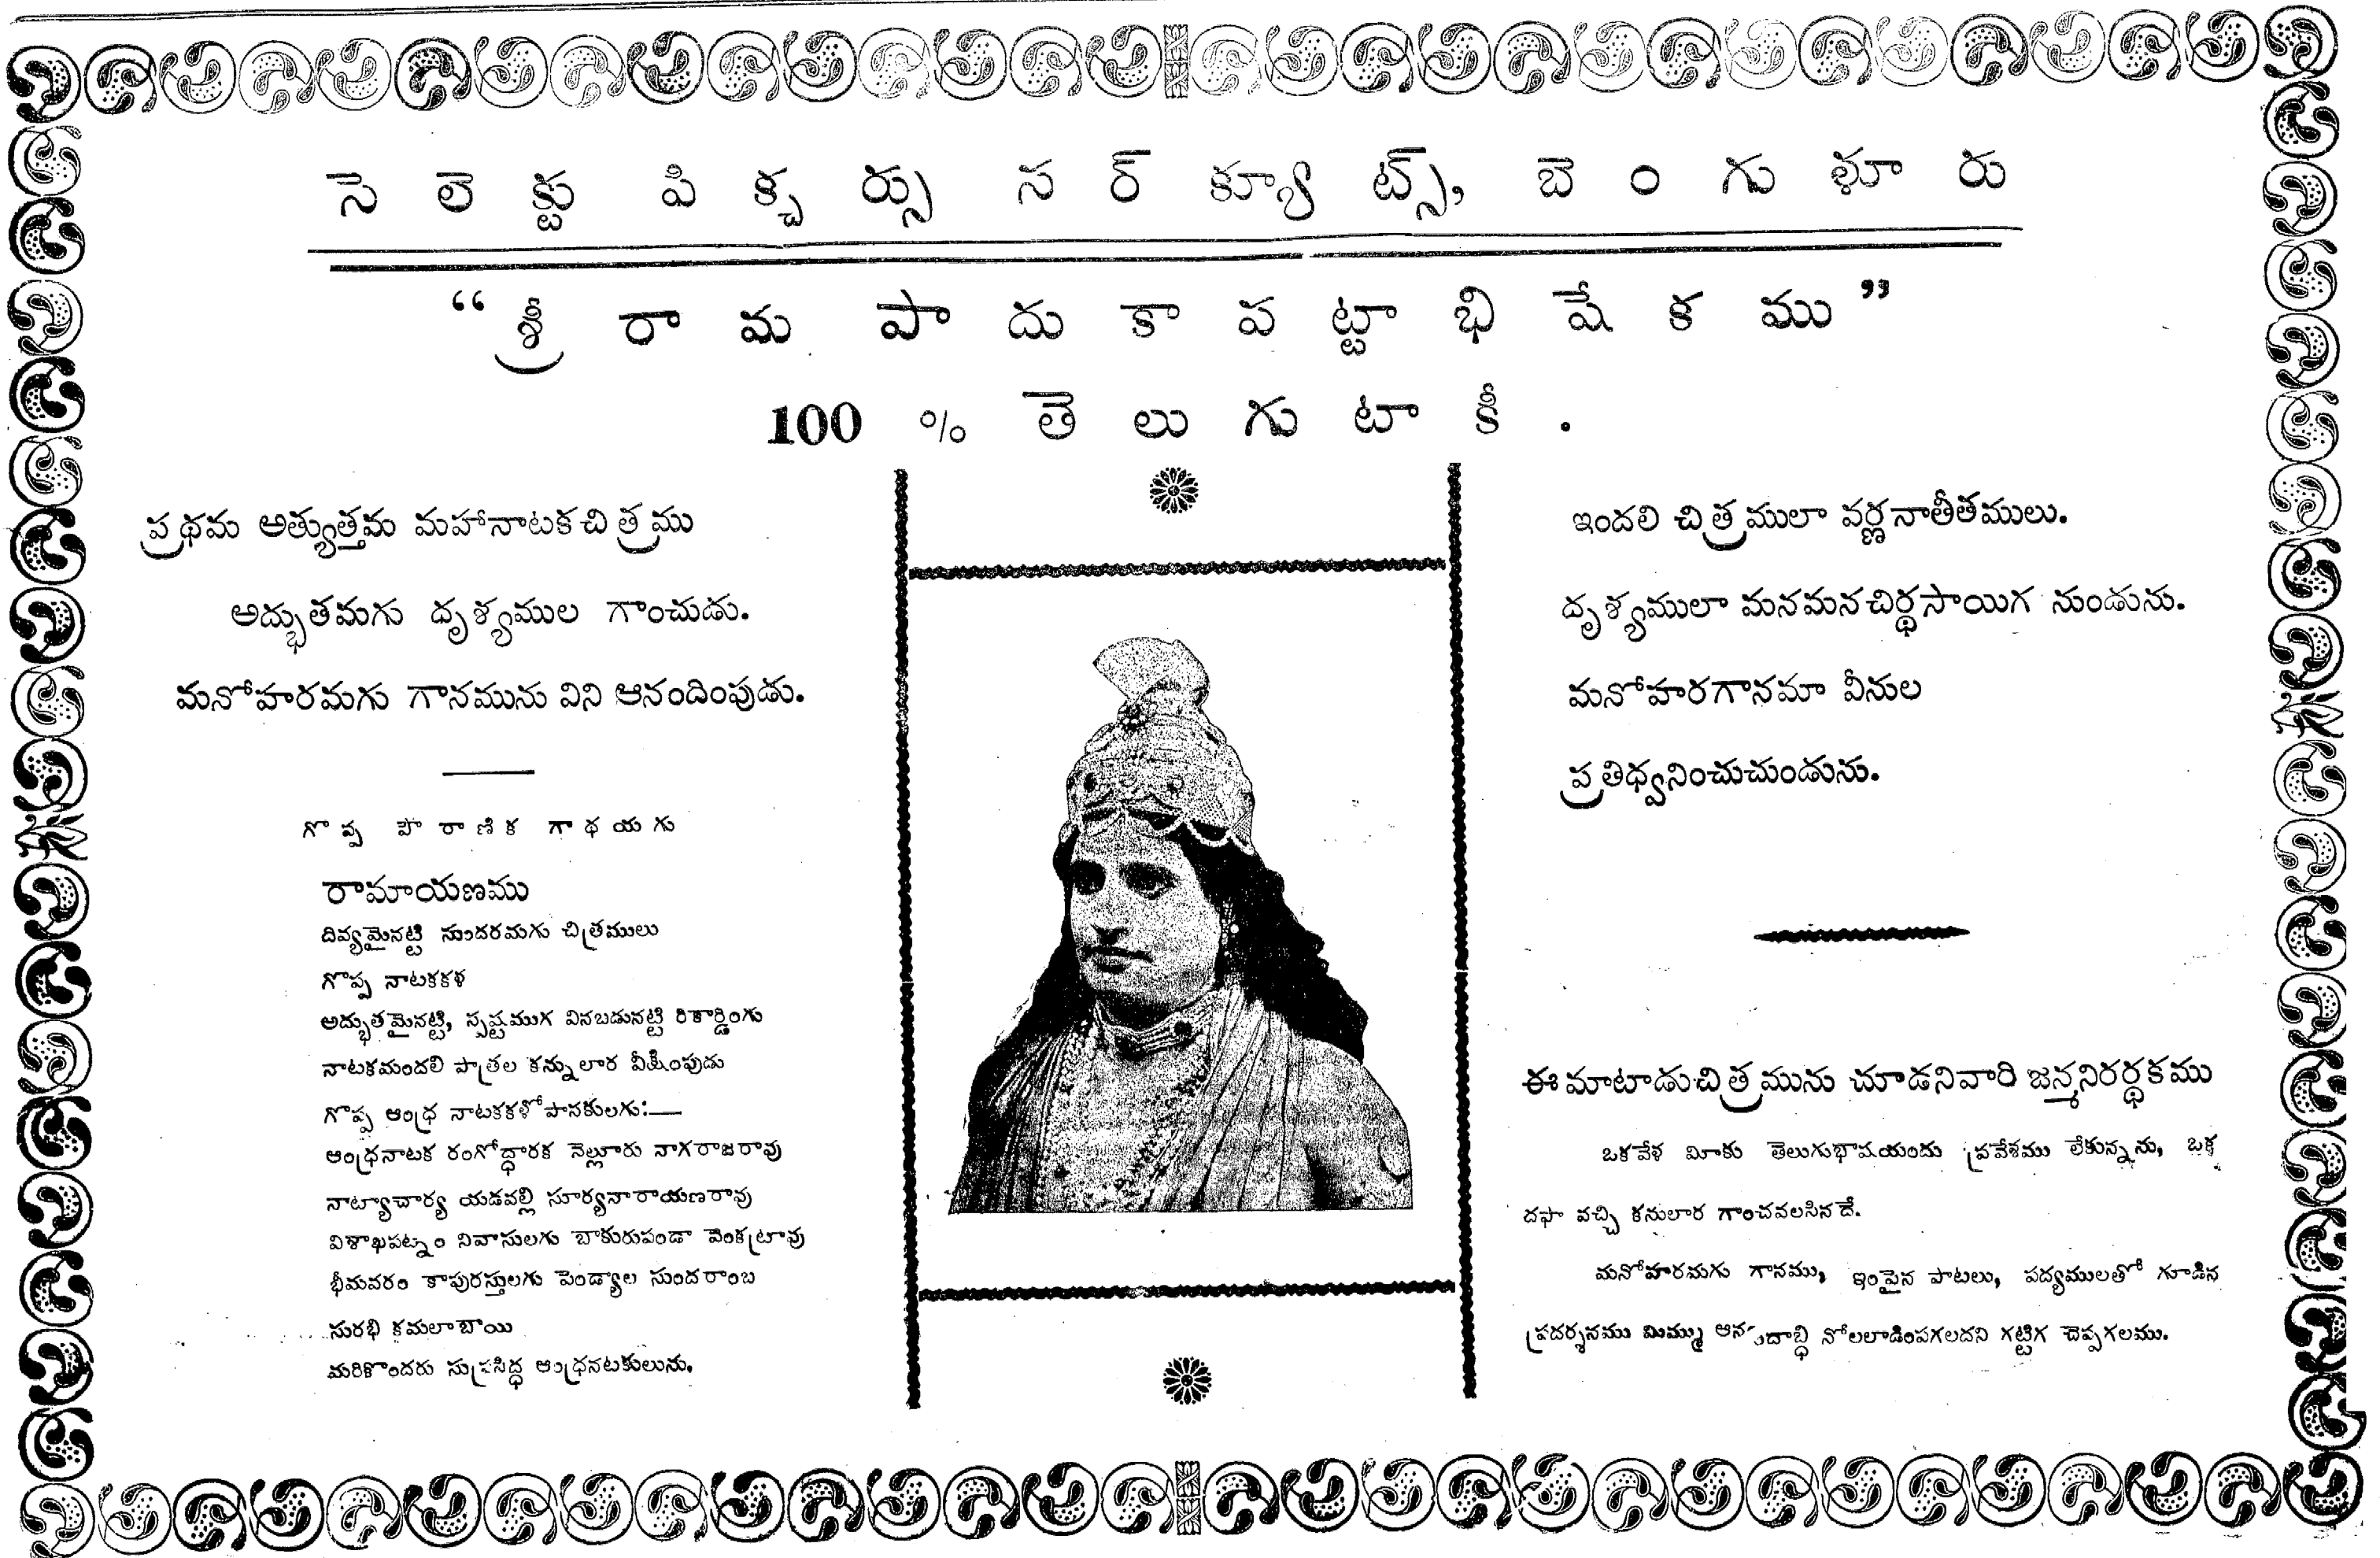 సెలెక్టు పిక్చర్సు సర్‌క్యూట్స్, బెంగుళూరు
“శ్రీరామపాదుకాపట్టాభిషేకము”
100 % తెలుగు టాకీ.
ప్రథమ అత్యుత్తమ మహానాటకచిత్రము
అద్భుతమగు ధృశ్యముల గాంచుడు.
మనోహరమగు గానమును విని ఆనందింపుడు.
గొప్ప పౌరాణిక గాథయగు
రామాయణము
దివ్యమైనట్టి సుందరమగు చిత్రములు
గొప్ప నాటకకళ
అద్భుతమైనట్టి, స్పష్టముగ వినబడునట్టి రికార్డింగు
నాటకమందలి పాత్రల కన్నులార వీక్షింపుడు
గొప్ప ఆంధ్ర నాటకకళోపాసకులగు:—
ఆంధ్రనాటక రంగోద్ధారక నెల్లూరు నాగరాజరావు
నాట్యాచార్య యడవల్లి సూర్యనారాయణరావు
విశాఖపట్నం నివాసులగు బాకురుపండా వెంకట్రావు
భీమవరం కాపురస్తులగు పెండ్యాల సుందరాంబ
సురభి కమలాబాయి
మరికొందరు సుప్రసిద్ధ ఆంధ్రనటకులును.
ఇందలి చిత్రములా వర్ణనాతీతములు.
దృశ్యములా మనమనచిర్థసాయిగ నుండును.
మనోహరగానమా వీనుల
ప్రతిధ్వనించుచుండును.
ఈ మాటాడుచిత్రమును చూడనివారి జన్మనిరర్థకము
ఒకవేళ మీకు తెలుగుభాషయందు ప్రవేశము లేకున్నను, ఒక్క
దఫా వచ్చి కనులార గాంచవలసినదే.
మనోహరమగు గానము, ఇంపైన పాటలు, పద్యములతో గూడిన
ప్రదర్శనము మిమ్ము ఆనందాబ్ధి నోలలాడింపగలదని గట్టిగ చెప్పగలము.